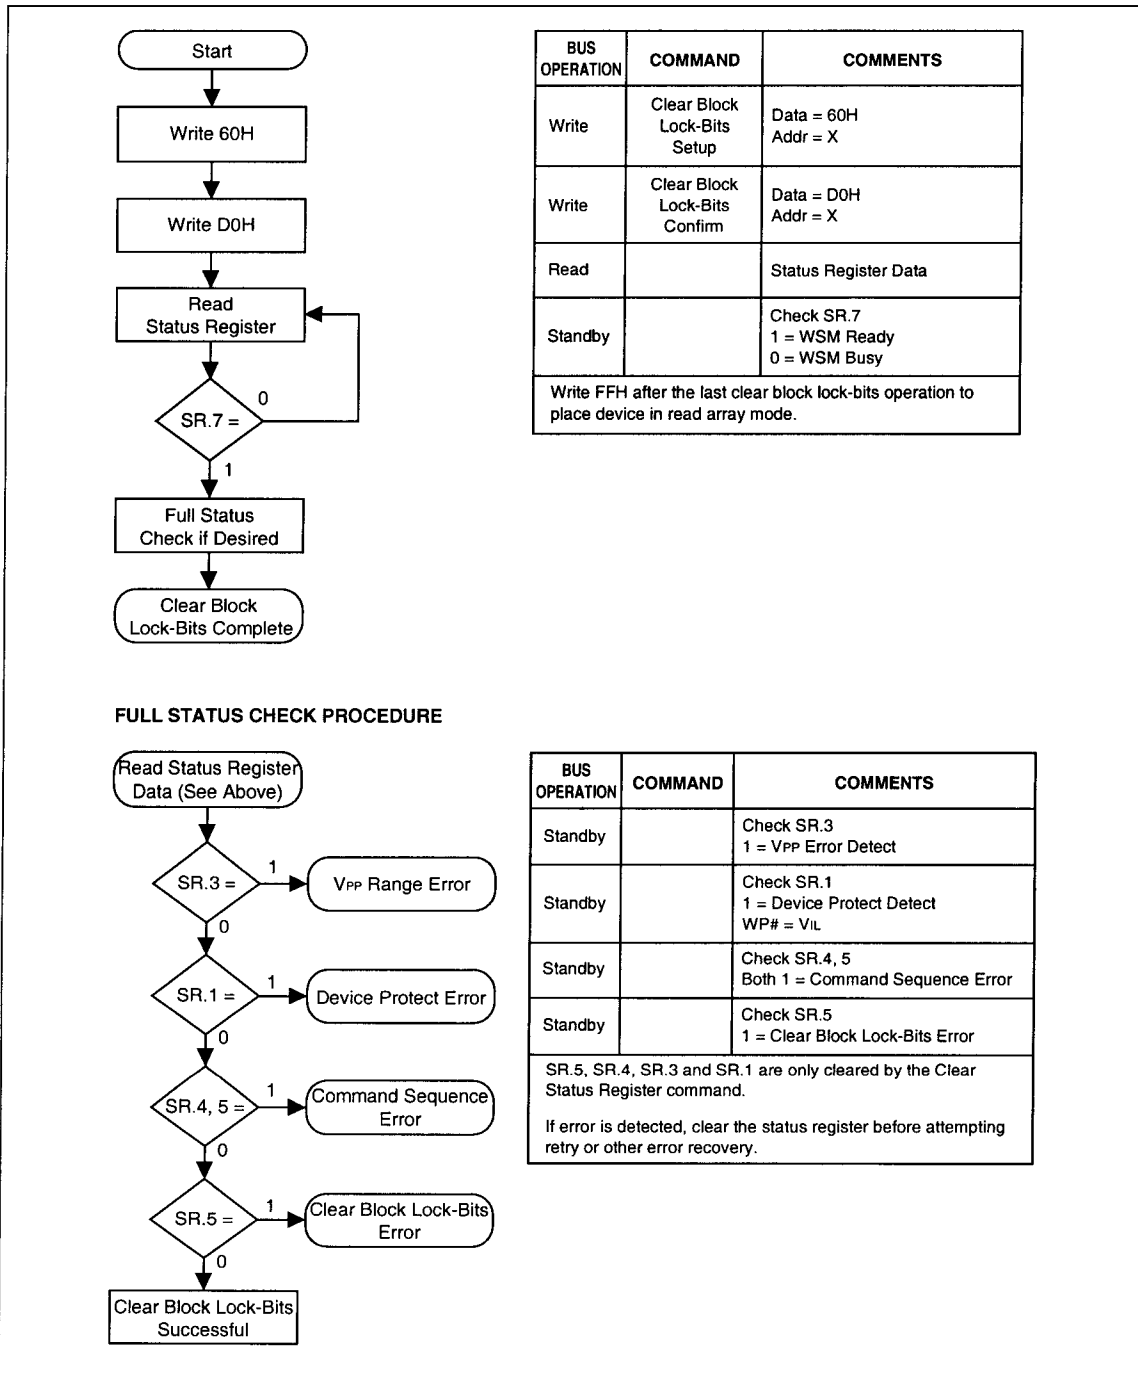 Start
Write 60H
Write D0H
Read
Status Register
SR.7 =
0
1
Full Status
Check if Desired
Clear Block
Lock-Bits Complete
BUS
OPERATION
COMMAND
COMMENTS
Write
Clear Block
Lock-Bits
Setup
Data = 60H
Addr = X
Write
Clear Block
Lock-Bits
Confirm
Data = D0H
Addr = X
Read
Status Register Data
Standby
Check SR.7
1 = WSM Ready
0 = WSM Busy
Write FFH after the last clear block lock-bits operation to
place device in read array mode.
FULL STATUS CHECK PROCEDURE
Read Status Register
Data (See Above)
SR.3 =
1
VPP Range Error
0
SR.1 =
1
Device Protect Error
0
SR.4, 5 =
1
Command Sequence
Error
0
SR.5 =
1
Clear Block Lock-Bits
Error
0
Clear Block Lock-Bits
Successful
BUS
OPERATION
COMMAND
COMMENTS
Standby
Check SR.3
1 = VPP Error Detect
Standby
Check SR.1
1 = Device Protect Detect
WP# = VIL
Standby
Check SR.4, 5
Both 1 = Command Sequence Error
Standby
Check SR.5
1 = Clear Block Lock-Bits Error
SR.5, SR.4, SR.3 and SR.1 are only cleared by the Clear
Status Register command.
If error is detected, clear the status register before attempting
retry or other error recovery.